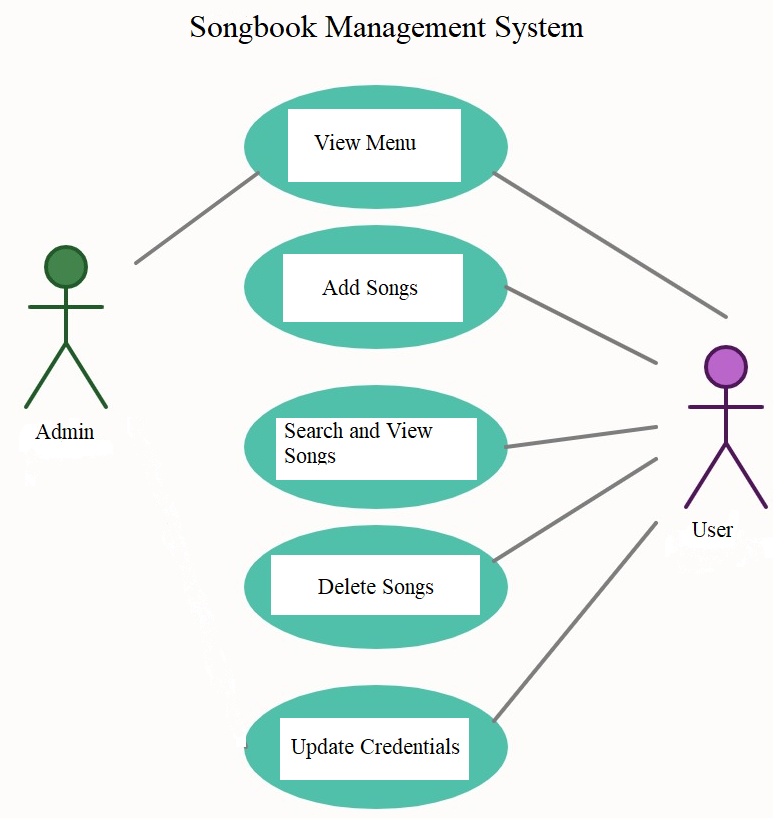 Songbook Management System
View Menu
Add Songs
Search and View
Songs
Admin
User
Delete Songs
Update Credentials